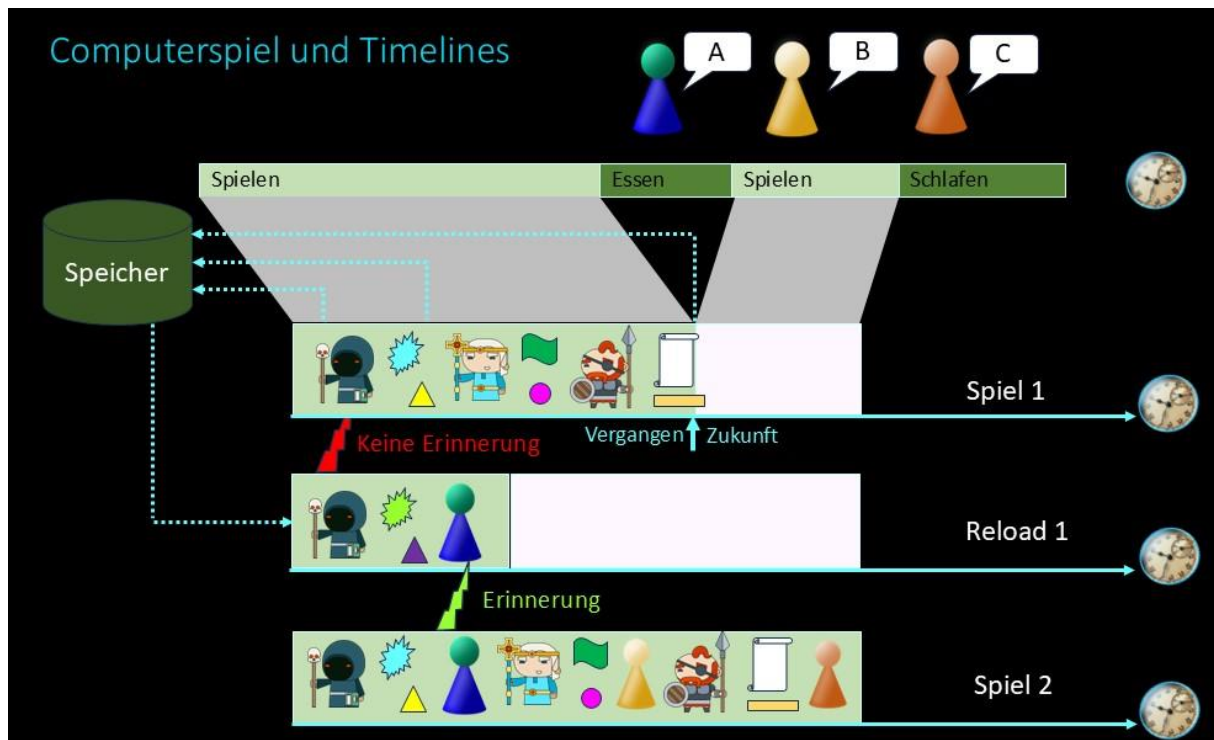 Computerspiel und Timelines
A
B
C
Spielen
Essen
Spielen
Schlafen
Speicher
Spiel 1
Keine Erinnerung
Vergangen
Zukunft
Reload 1
Erinnerung
Spiel 2